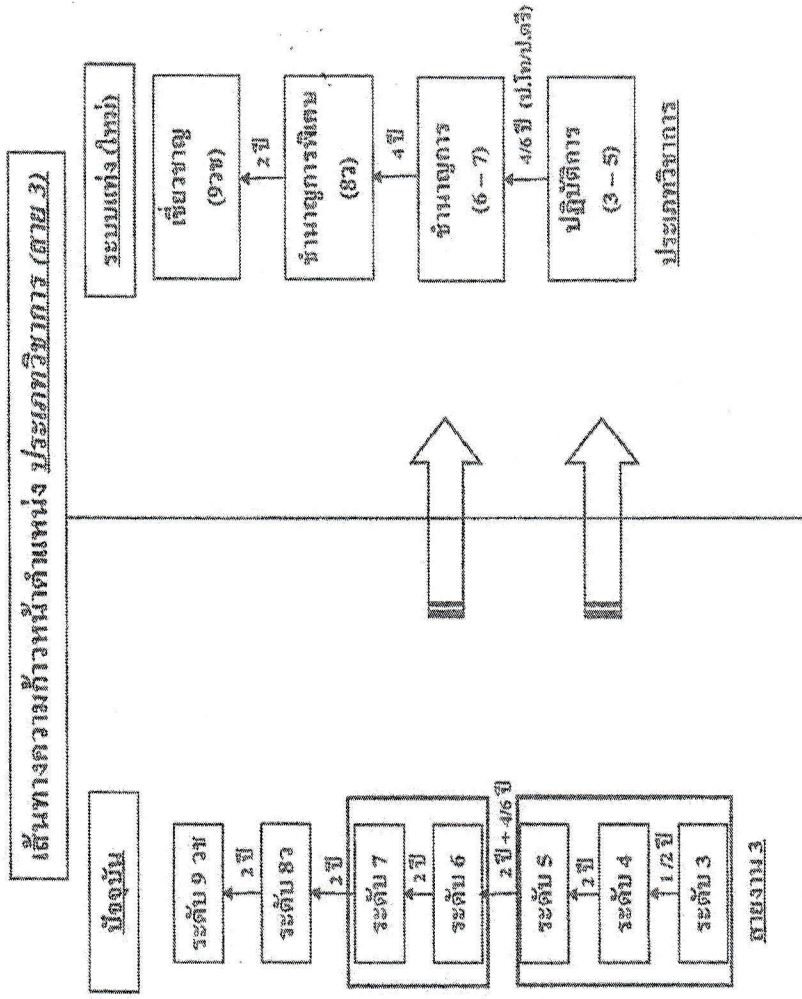 เส้นทางความก้าวหน้าตำแหน่ง ประเภทวิชาการ (สาย 3)
ปัจจุบัน
ระดับ 9 วช
2 ปี
ระดับ 8ว
2 ปี
ระดับ 7
2 ปี
ระดับ 6
2 ปี + 4/6 ปี
ระดับ 5
2 ปี
ระดับ 4
1/2 ปี
ระดับ 3
สายงาน 3
ระบบแท่ง (ใหม่)
เชี่ยวชาญ
(9วช)
2 ปี
ชำนาญการพิเศษ
(8ว)
4 ปี
ชำนาญการ
(6 – 7)
4/6 ปี (ป.โท/ป.ตรี)
ปฏิบัติการ
(3 – 5)
ประเภทวิชาการ